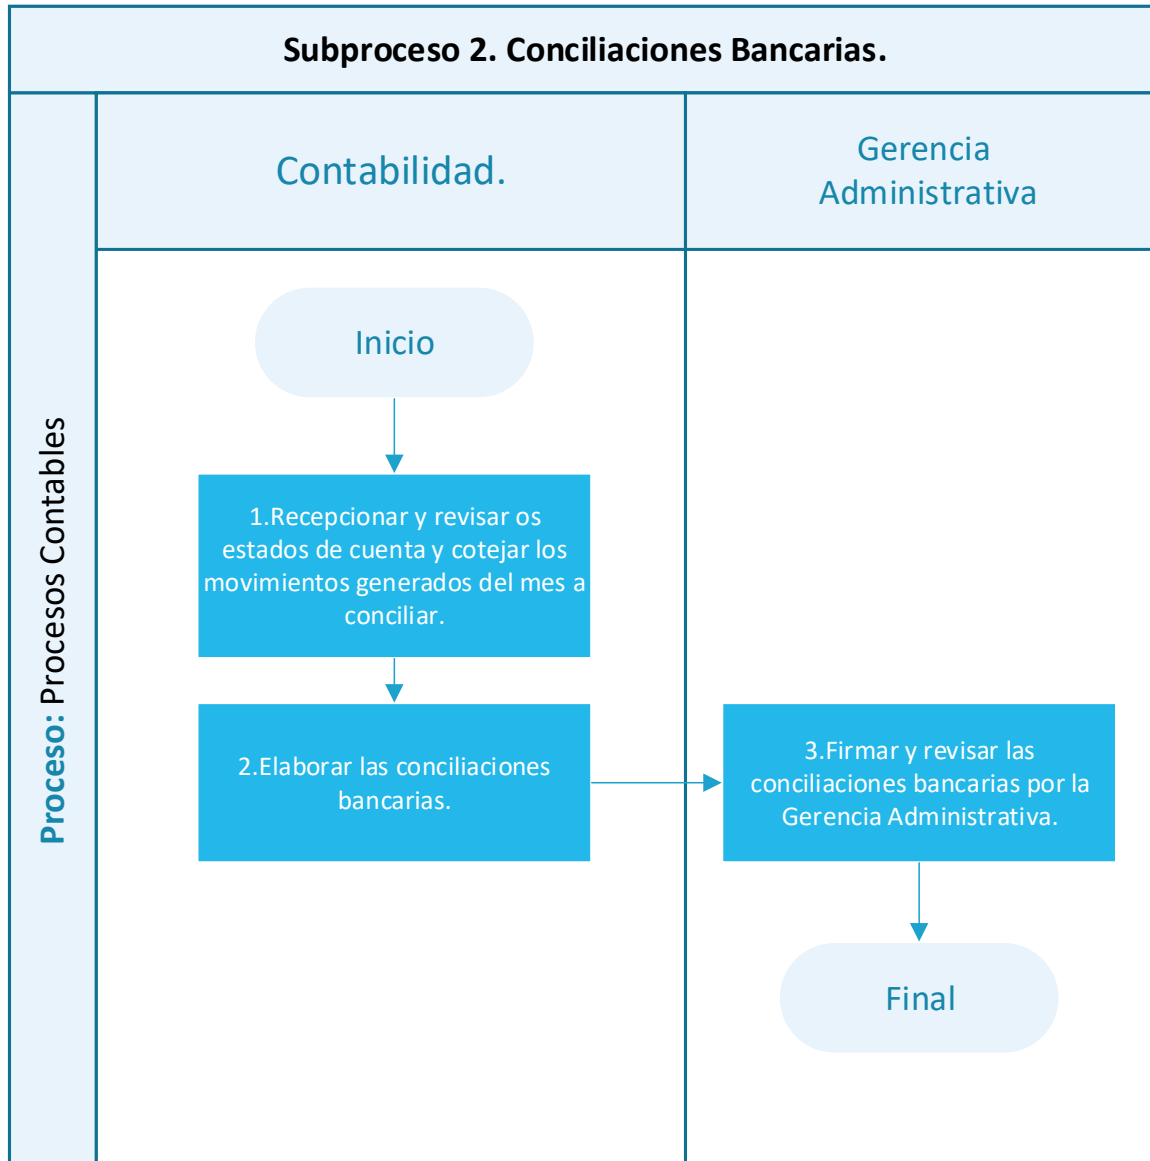 Subproceso 2. Conciliaciones Bancarias.
Proceso: Procesos Contables
Contabilidad.
Gerencia
Administrativa
Inicio
1.Recepcionar y revisar os
estados de cuenta y cotejar los
movimientos generados del mes a
conciliar.
2.Elaborar las conciliaciones
bancarias.
3.Firmar y revisar las
conciliaciones bancarias por la
Gerencia Administrativa.
Final